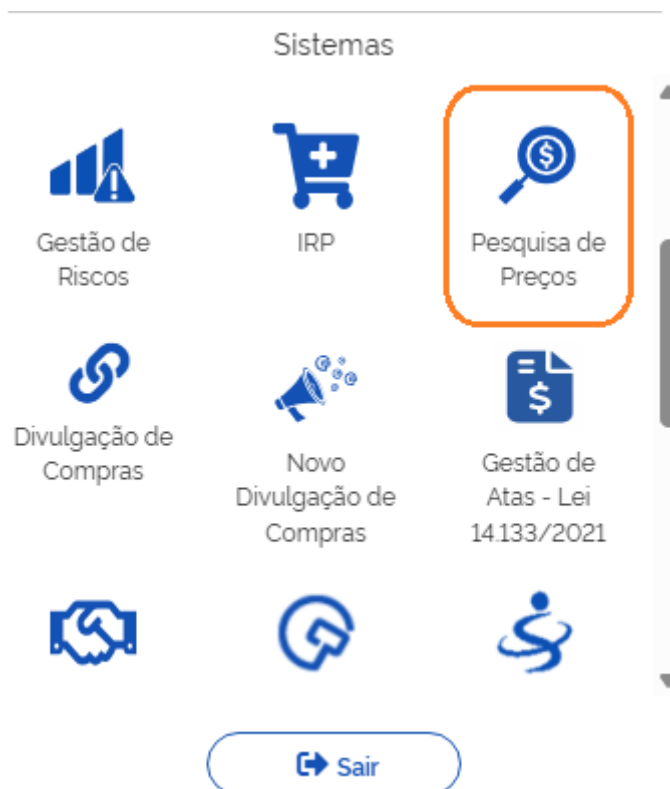 Sistemas
Gestão de
Riscos
IRP
Pesquisa de
Preços
Divulgação de
Compras
Novo
Divulgação de
Compras
Gestão de
Atas - Lei
14.133/2021
Sair